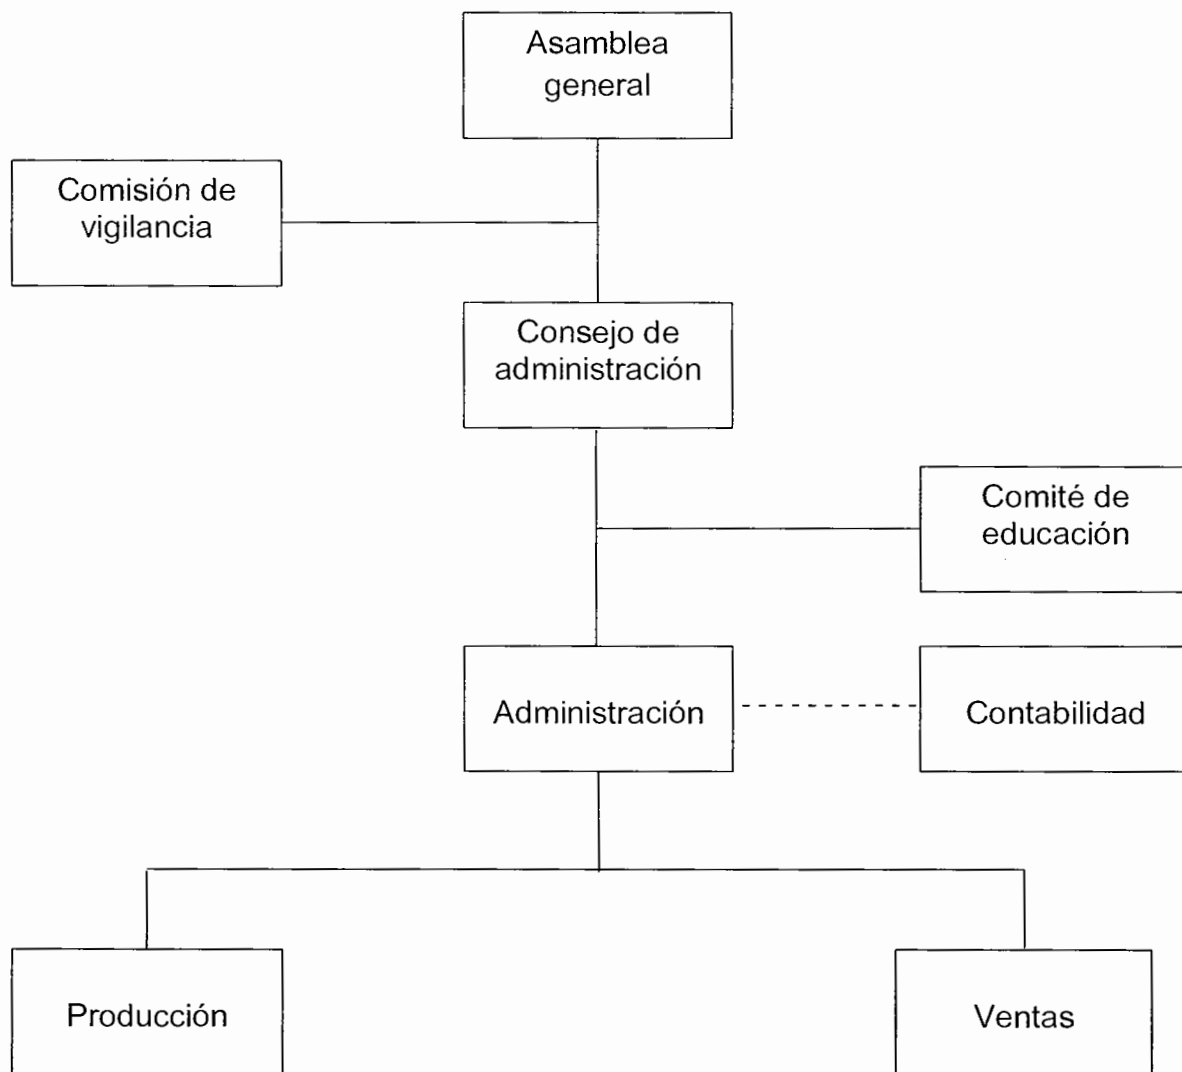 Asamblea
general
Comisión de
vigilancia
Consejo de
administración
Comité de
educación
Administración
Contabilidad
Producción
Ventas